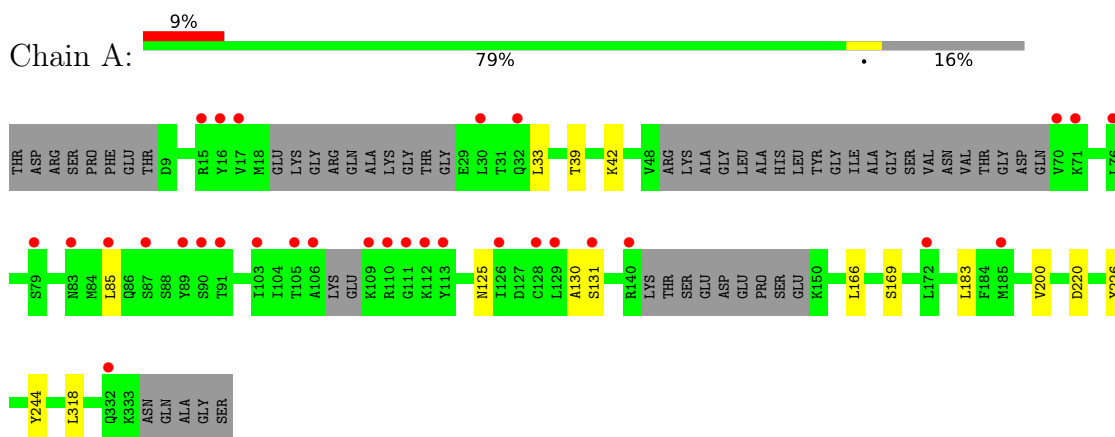 9%
Chain A:
79% • 16%
THR ASP ARG SER PRO PHE GLU THR D9 R15 Y16 V17 M18 GLU LYS GLY ARG GLN ALA LYS GLY THR GLY E29 L30 T31 Q32 L33 T39 K42 V48 ARG LYS ALA GLY LEU ALA HIS LEU TYR GLY ILE ALA GLY SER VAL ASN VAL THR GLY ASP GLN V70 K71
S79 N83 M84 L85 Q86 S87 S88 Y89 S90 T91 I103 I104 T105 A106 LYS GLU K109 R110 G111 K112 Y113 N125 I126 D127 C128 L129 A130 S131 R140 LYS THR SER GLU ASP GLU PRO SER GLU K150 L166 S169 L172 L183 F184 M185 V200 D220
Y244 L318 Q332 K333 ASN GLN ALA GLY SER